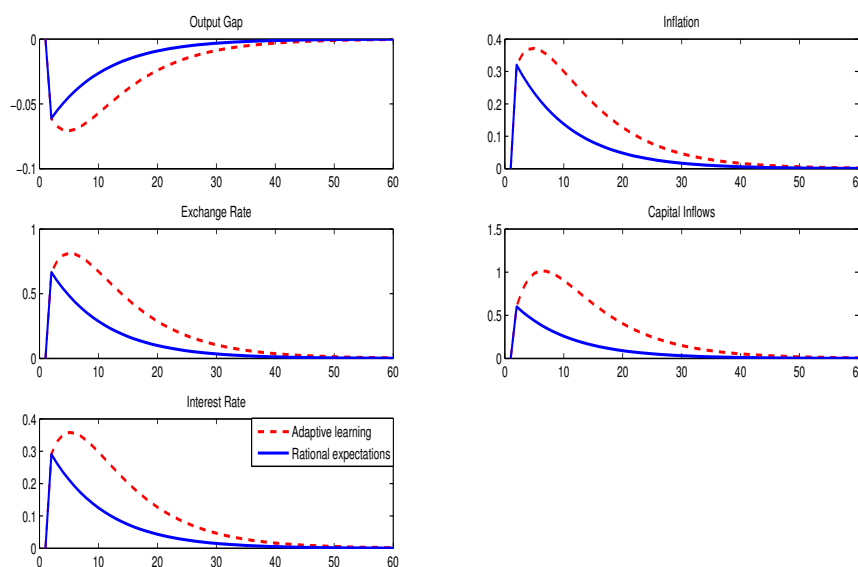 Output Gap
0
−0.05
−0.1
0 10 20 30 40 50 60
Inflation
0.4
0.3
0.2
0.1
0
0 10 20 30 40 50 60
Exchange Rate
1
0.5
0
0 10 20 30 40 50 60
Capital Inflows
1.5
1
0.5
0
0 10 20 30 40 50 60
Interest Rate
0.4
0.3
0.2
0.1
0
0 10 20 30 40 50 60
Adaptive learning
Rational expectations